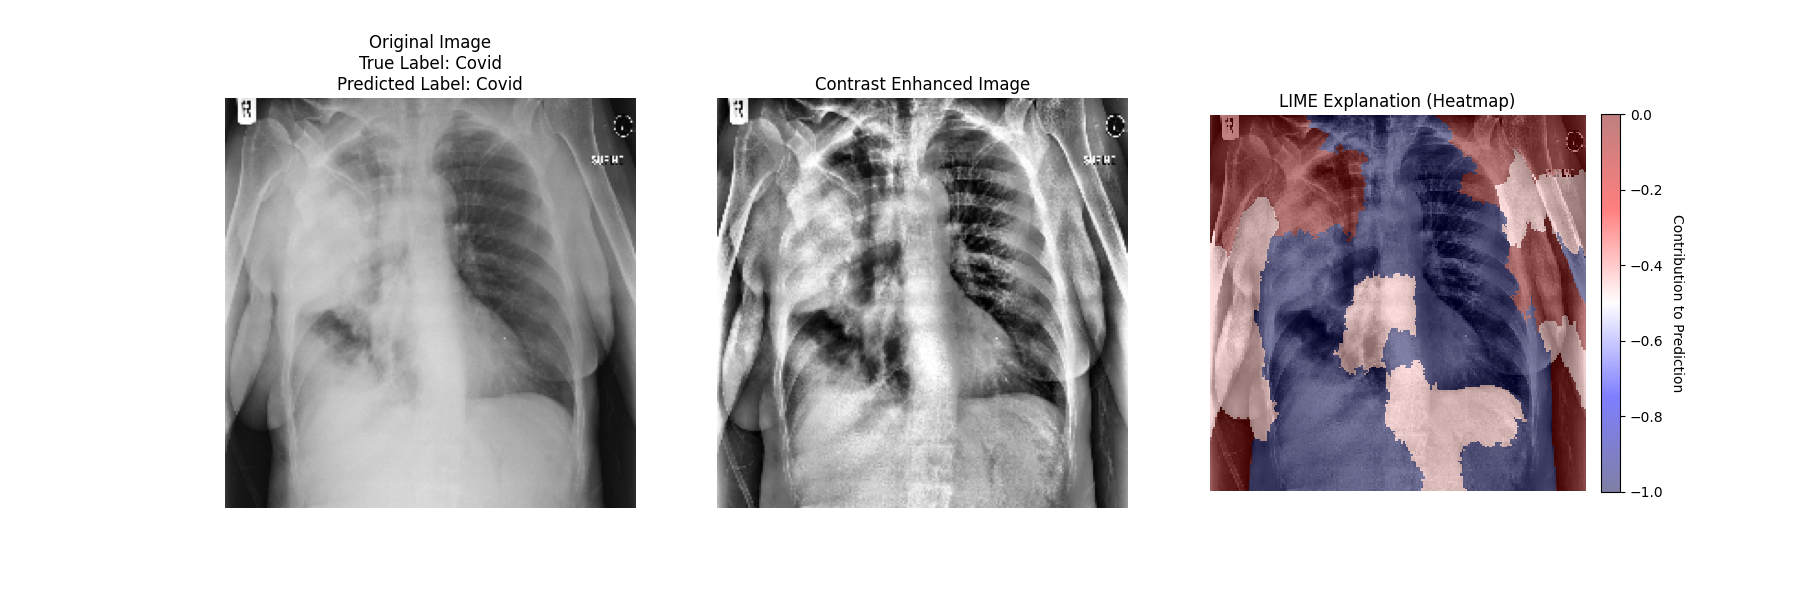 Original Image
True Label: Covid
Predicted Label: Covid
Contrast Enhanced Image
LIME Explanation (Heatmap)
R
L
R
L
0.0
−0.2
−0.4
−0.6
−0.8
−1.0
Contribution to Prediction